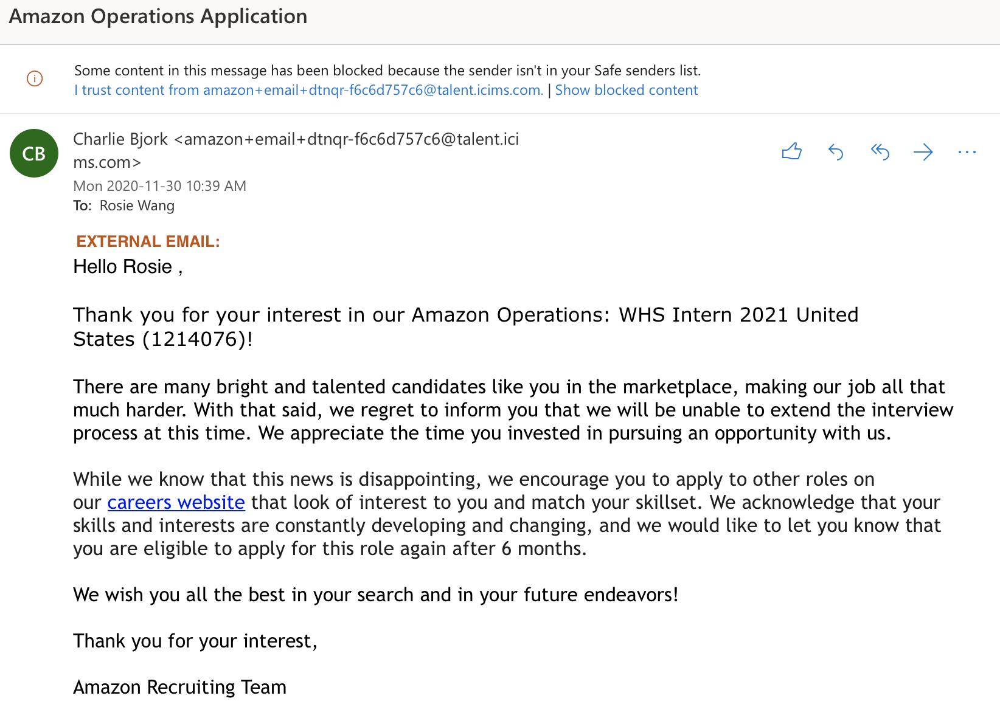 Amazon Operations Application
Some content in this message has been blocked because the sender isn't in your Safe senders list.
I trust content from amazon+email+dtnqr-f6c6d757c6@talent.icims.com. | Show blocked content
CB
Charlie Bjork <amazon+email+dtnqr-f6c6d757c6@talent.ici
ms.com>
Mon 2020-11-30 10:39 AM
To: Rosie Wang
EXTERNAL EMAIL:
Hello Rosie ,
Thank you for your interest in our Amazon Operations: WHS Intern 2021 United
States (1214076)!
There are many bright and talented candidates like you in the marketplace, making our job all that
much harder. With that said, we regret to inform you that we will be unable to extend the interview
process at this time. We appreciate the time you invested in pursuing an opportunity with us.
While we know that this news is disappointing, we encourage you to apply to other roles on
our careers website that look of interest to you and match your skillset. We acknowledge that your
skills and interests are constantly developing and changing, and we would like to let you know that
you are eligible to apply for this role again after 6 months.
We wish you all the best in your search and in your future endeavors!
Thank you for your interest,
Amazon Recruiting Team